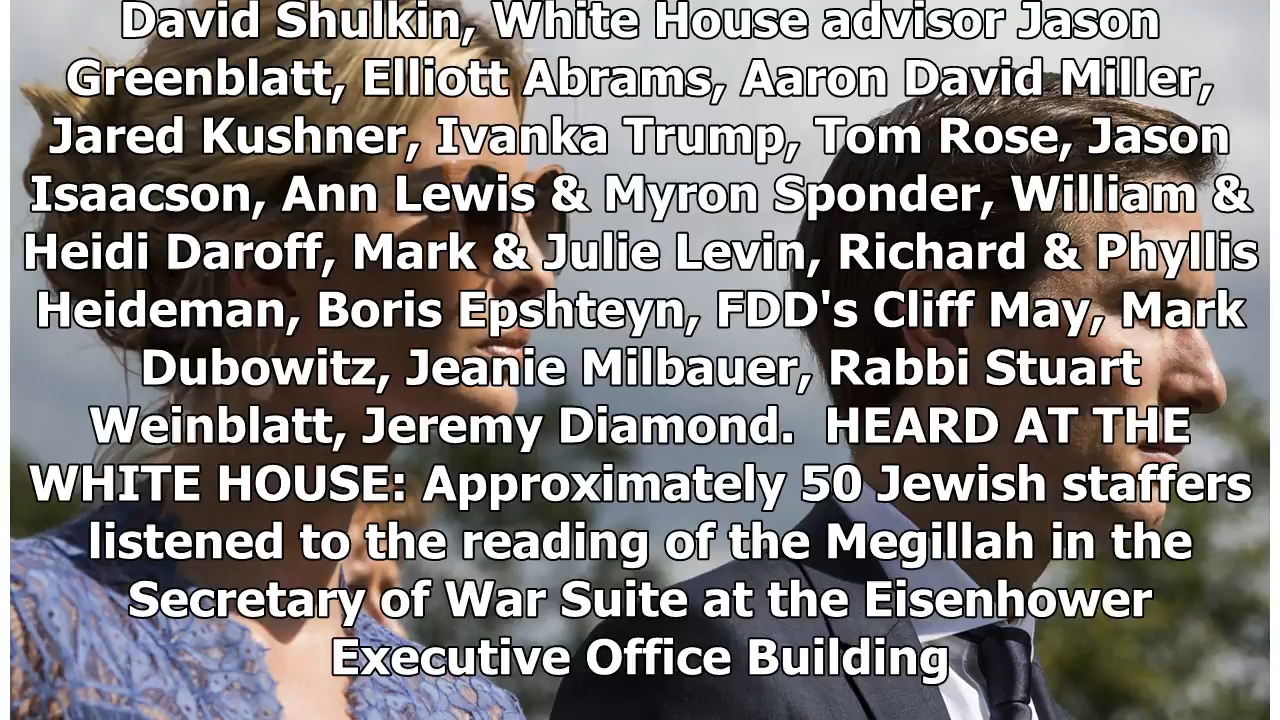 David Shulkin, White House advisor Jason
Greenblatt, Elliott Abrams, Aaron David Miller,
Jared Kushner, Ivanka Trump, Tom Rose, Jason
Isaacson, Ann Lewis & Myron Sponder, William &
Heidi Daroff, Mark & Julie Levin, Richard & Phyllis
Heideman, Boris Epshteyn, FDD's Cliff May, Mark
Dubowitz, Jeanie Milbauer, Rabbi Stuart
Weinblatt, Jeremy Diamond.  HEARD AT THE
WHITE HOUSE: Approximately 50 Jewish staffers
listened to the reading of the Megillah in the
Secretary of War Suite at the Eisenhower
Executive Office Building